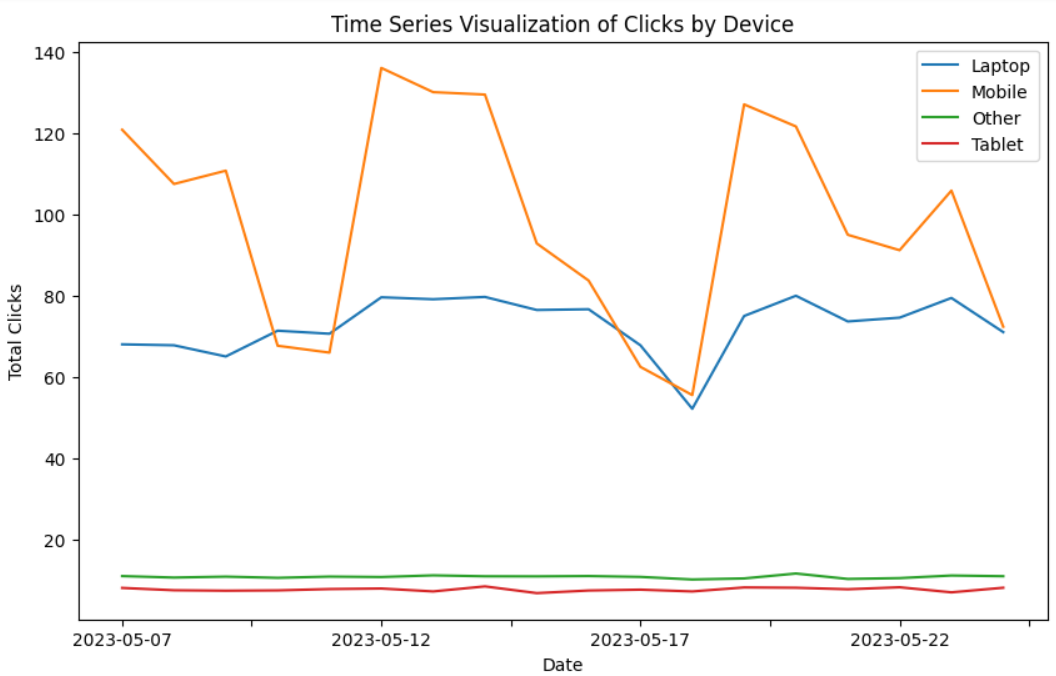 Time Series Visualization of Clicks by Device
140
120
100
80
60
40
20
Total Clicks
Laptop
Mobile
Other
Tablet
2023-05-07 2023-05-12 2023-05-17 2023-05-22
Date